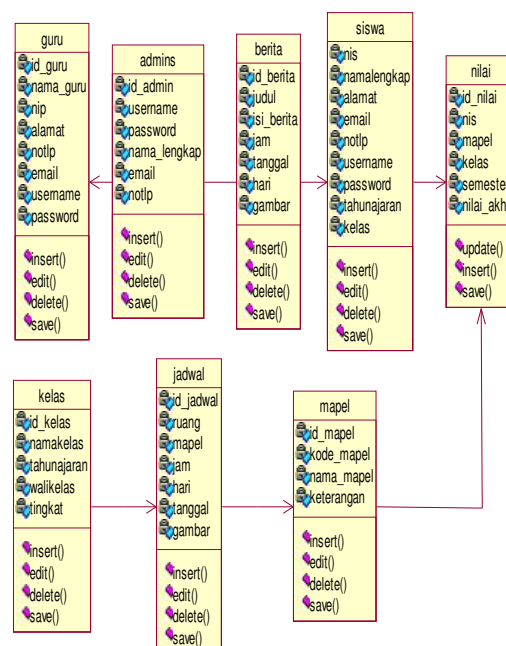 guru
id_guru
nama_guru
nip
alamat
notlp
email
username
password
insert()
edit()
delete()
save()
admins
id_admin
username
password
nama_lengkap
email
notlp
insert()
edit()
delete()
save()
berita
id_berita
judul
isi_berita
jam
tanggal
hari
gambar
insert()
edit()
delete()
save()
siswa
nis
namalengkap
alamat
email
notlp
username
password
tahunajaran
kelas
insert()
edit()
delete()
save()
nilai
id_nilai
nis
mapel
kelas
semeste
nilai_akh
update()
insert()
save()
kelas
id_kelas
namakelas
tahunajaran
walikelas
tingkat
insert()
edit()
delete()
save()
jadwal
id_jadwal
ruang
mapel
jam
hari
tanggal
gambar
insert()
edit()
delete()
save()
mapel
id_mapel
kode_mapel
nama_mapel
keterangan
insert()
edit()
delete()
save()